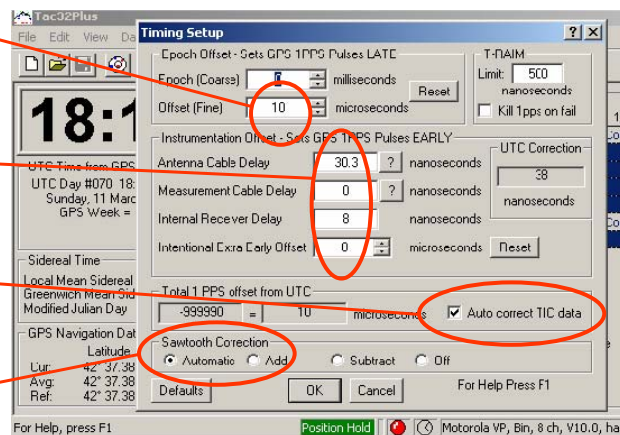 Tac32Plus
File Edit View Da
Timing Setup
Epoch Offset - Sets GPS 1PPS Pulses LATE
Epoch (Coarse) milliseconds
Offset (Fine) 10 microseconds
Reset
T-RAIM
Limit: 500
nanoseconds
Kill 1pps on fail
18:1
UTC Time from GPS
UTC Day #070 18:
Sunday, 11 Marc
GPS Week =
Instrumentation Offset - Sets GPS 1PPS Pulses EARLY
Antenna Cable Delay 30.3 ? nanoseconds
Measurement Cable Delay 0 ? nanoseconds
Internal Recever Delay 8 nanoseconds
Intentional Exra Early Offset 0 microseconds Reset
UTC Correction
38
nanoseconds
Sidereal Time
Local Mean Sidereal
Greenwich Mean Sid
Modified Julian Day
Total 1 PPS offset from UTC
-999990 = 10 microseconds
Auto correct TIC data
GPS Navigation Dat
Latitude
Cur: 42° 37.38
Avg: 42° 37.38
Ref: 42° 37.38
Sawtooth Correction
Automatic Add Subtract Off
Defaults OK Cancel For Help Press F1
For Help, press F1 Position Hold Motorola VP, Bin, 8 ch, V10.0, ha